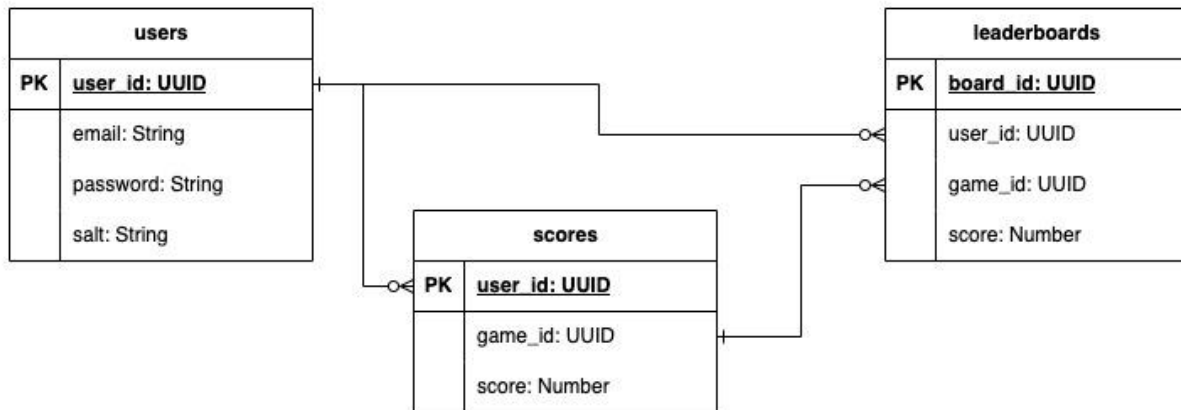 users
PK user_id: UUID
email: String
password: String
salt: String
leaderboards
PK board_id: UUID
user_id: UUID
game_id: UUID
score: Number
scores
PK user_id: UUID
game_id: UUID
score: Number